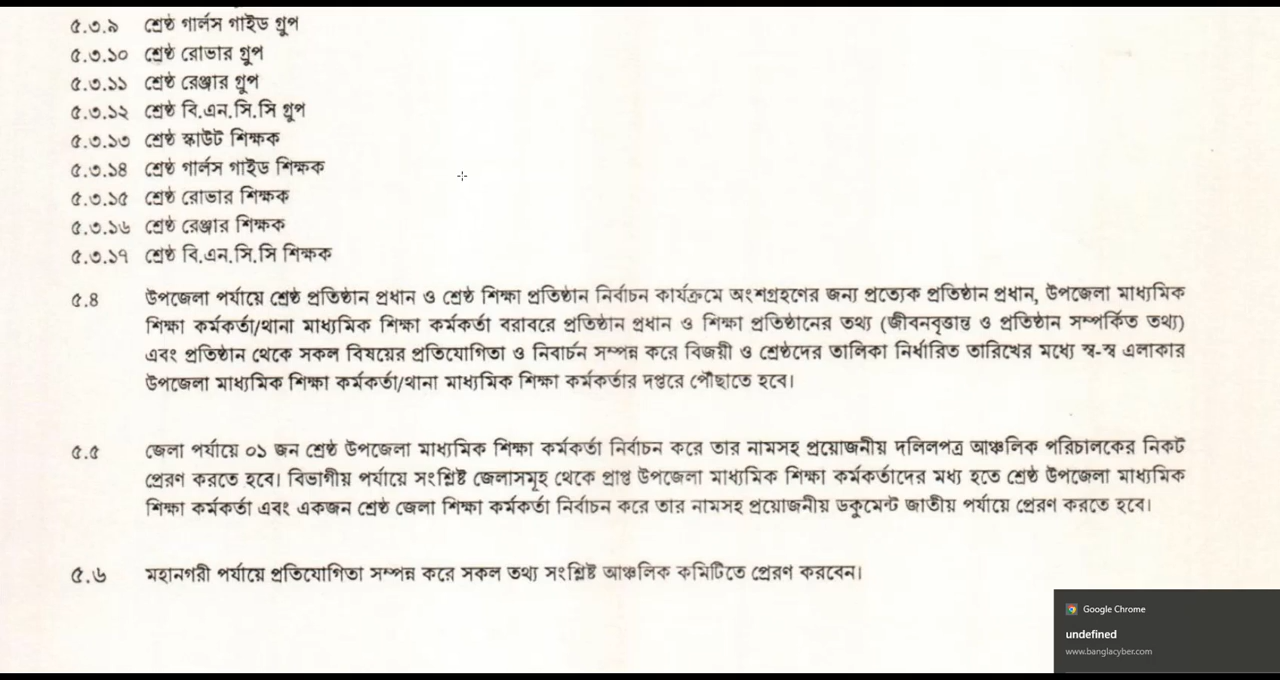 ৫.৩.৯ শ্রেষ্ঠ গার্লস গাইড গ্রুপ
৫.৩.১০ শ্রেষ্ঠ রোভার গ্রুপ
৫.৩.১১ শ্রেষ্ঠ রেঞ্জার গ্রুপ
৫.৩.১২ শ্রেষ্ঠ বি.এন.সি.সি গ্রুপ
৫.৩.১৩ শ্রেষ্ঠ স্কাউট শিক্ষক
৫.৩.১৪ শ্রেষ্ঠ গার্লস গাইড শিক্ষক
৫.৩.১৫ শ্রেষ্ঠ রোভার শিক্ষক
৫.৩.১৬ শ্রেষ্ঠ রেঞ্জার শিক্ষক
৫.৩.১৭ শ্রেষ্ঠ বি.এন.সি.সি শিক্ষক
৫.৪ উপজেলা পর্যায়ে শ্রেষ্ঠ প্রতিষ্ঠান প্রধান ও শ্রেষ্ঠ শিক্ষা প্রতিষ্ঠান নির্বাচন কার্যক্রমে অংশগ্রহণের জন্য প্রত্যেক প্রতিষ্ঠান প্রধান, উপজেলা মাধ্যমিক
শিক্ষা কর্মকর্তা/থানা মাধ্যমিক শিক্ষা কর্মকর্তা বরাবরে প্রতিষ্ঠান প্রধান ও শিক্ষা প্রতিষ্ঠানের তথ্য (জীবনবৃত্তান্ত ও প্রতিষ্ঠান সম্পর্কিত তথ্য)
এবং প্রতিষ্ঠান থেকে সকল বিষয়ের প্রতিযোগিতা ও নিবার্চন সম্পন্ন করে বিজয়ী ও শ্রেষ্ঠদের তালিকা নির্ধারিত তারিখের মধ্যে স্ব-স্ব এলাকার
উপজেলা মাধ্যমিক শিক্ষা কর্মকর্তা/থানা মাধ্যমিক শিক্ষা কর্মকর্তার দপ্তরে পৌছাতে হবে।
৫.৫ জেলা পর্যায়ে ০১ জন শ্রেষ্ঠ উপজেলা মাধ্যমিক শিক্ষা কর্মকর্তা নির্বাচন করে তার নামসহ প্রয়োজনীয় দলিলপত্র আঞ্চলিক পরিচালকের নিকট
প্রেরণ করতে হবে। বিভাগীয় পর্যায়ে সংশ্লিষ্ট জেলাসমূহ থেকে প্রাপ্ত উপজেলা মাধ্যমিক শিক্ষা কর্মকর্তাদের মধ্য হতে শ্রেষ্ঠ উপজেলা মাধ্যমিক
শিক্ষা কর্মকর্তা এবং একজন শ্রেষ্ঠ জেলা শিক্ষা কর্মকর্তা নির্বাচন করে তার নামসহ প্রয়োজনীয় ডকুমেন্ট জাতীয় পর্যায়ে প্রেরণ করতে হবে।
৫.৬ মহানগরী পর্যায়ে প্রতিযোগিতা সম্পন্ন করে সকল তথ্য সংশ্লিষ্ট আঞ্চলিক কমিটিতে প্রেরণ করবেন।
Google Chrome
undefined
www.banglacyber.com